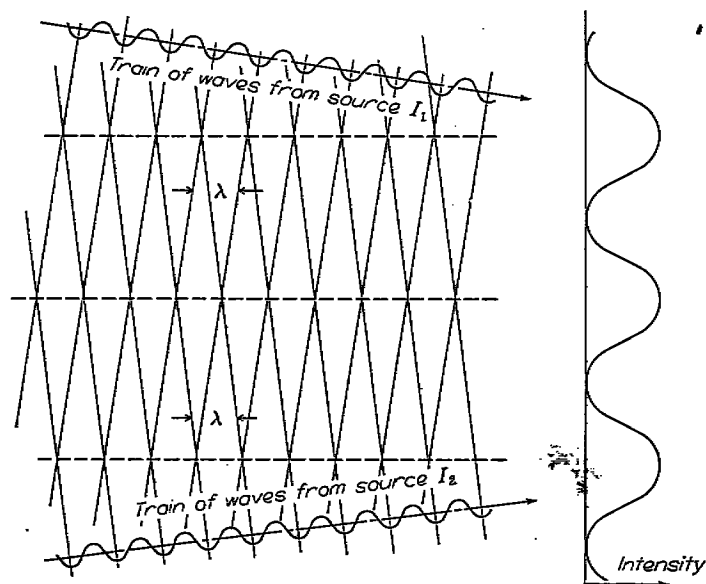 Train of waves from source I₁
λ
λ
Train of waves from source I₂
Intensity